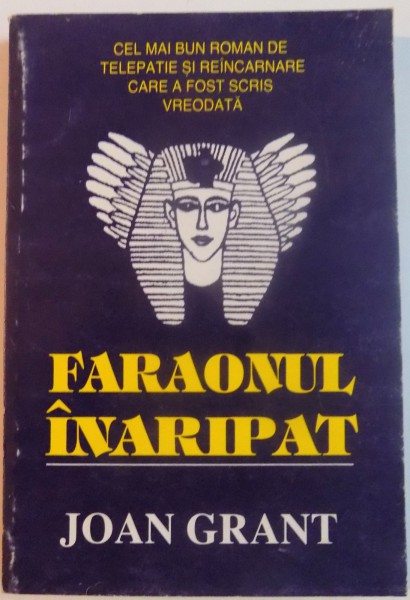 CEL MAI BUN ROMAN DE
TELEPATIE ȘI REÎNCARNARE
CARE A FOST SCRIS
VREODATĂ
FARAONUL
ÎNARIPAT
JOAN GRANT